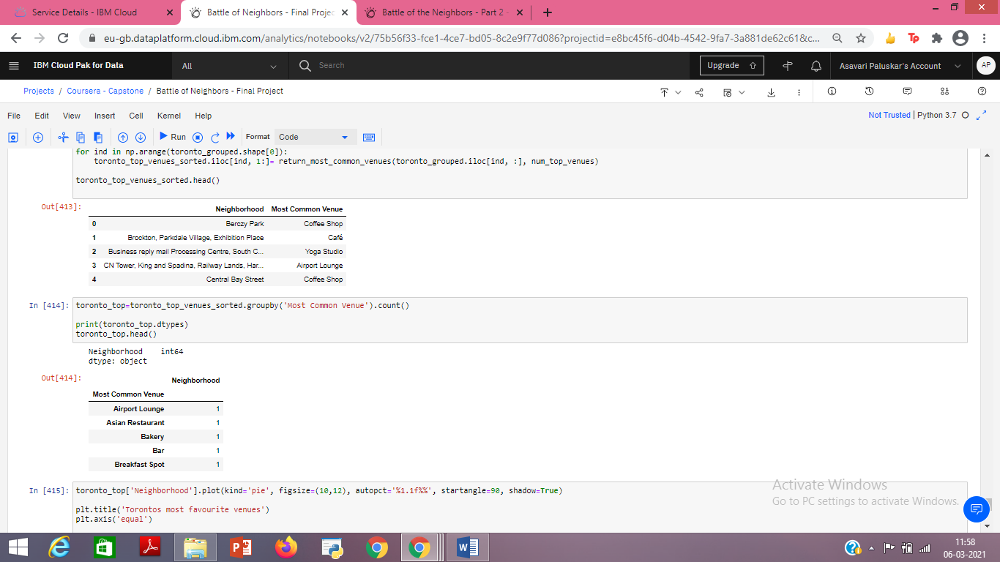 Service Details - IBM Cloud
Battle of Neighbors - Final Projec
Battle of the Neighbors - Part 2 -
eu-gb.dataplatform.cloud.ibm.com/analytics/notebooks/v2/75b56f33-fce1-4ce7-bd05-8c2e9f77d086?projectid=e8bc45f6-d04b-4542-9fa7-3a881de62c61&c...
Tp
IBM Cloud Pak for Data
All
Search
Upgrade
Asavari Paluskar's Account
AP
Projects / Coursera - Capstone / Battle of Neighbors - Final Project
File Edit View Insert Cell Kernel Help
Not Trusted | Python 3.7
Run
Format
Code
for ind in np.arange(toronto_grouped.shape[0]):
    toronto_top_venues_sorted.iloc[ind, 1:]= return_most_common_venues(toronto_grouped.iloc[ind, :], num_top_venues)
toronto_top_venues_sorted.head()
Out[413]:
Neighborhood Most Common Venue
0 Berczy Park Coffee Shop
1 Brockton, Parkdale Village, Exhibition Place Café
2 Business reply mail Processing Centre, South C... Yoga Studio
3 CN Tower, King and Spadina, Railway Lands, Har... Airport Lounge
4 Central Bay Street Coffee Shop
In [414]: toronto_top=toronto_top_venues_sorted.groupby('Most Common Venue').count()
print(toronto_top.dtypes)
toronto_top.head()
Neighborhood int64
dtype: object
Out[414]:
Neighborhood
Most Common Venue
Airport Lounge 1
Asian Restaurant 1
Bakery 1
Bar 1
Breakfast Spot 1
In [415]: toronto_top['Neighborhood'].plot(kind='pie', figsize=(10,12), autopct='%1.1f%%', startangle=90, shadow=True)
plt.title('Torontos most favourite venues')
plt.axis('equal')
Activate Windows
Go to PC settings to activate Windows.
11:58
06-03-2021